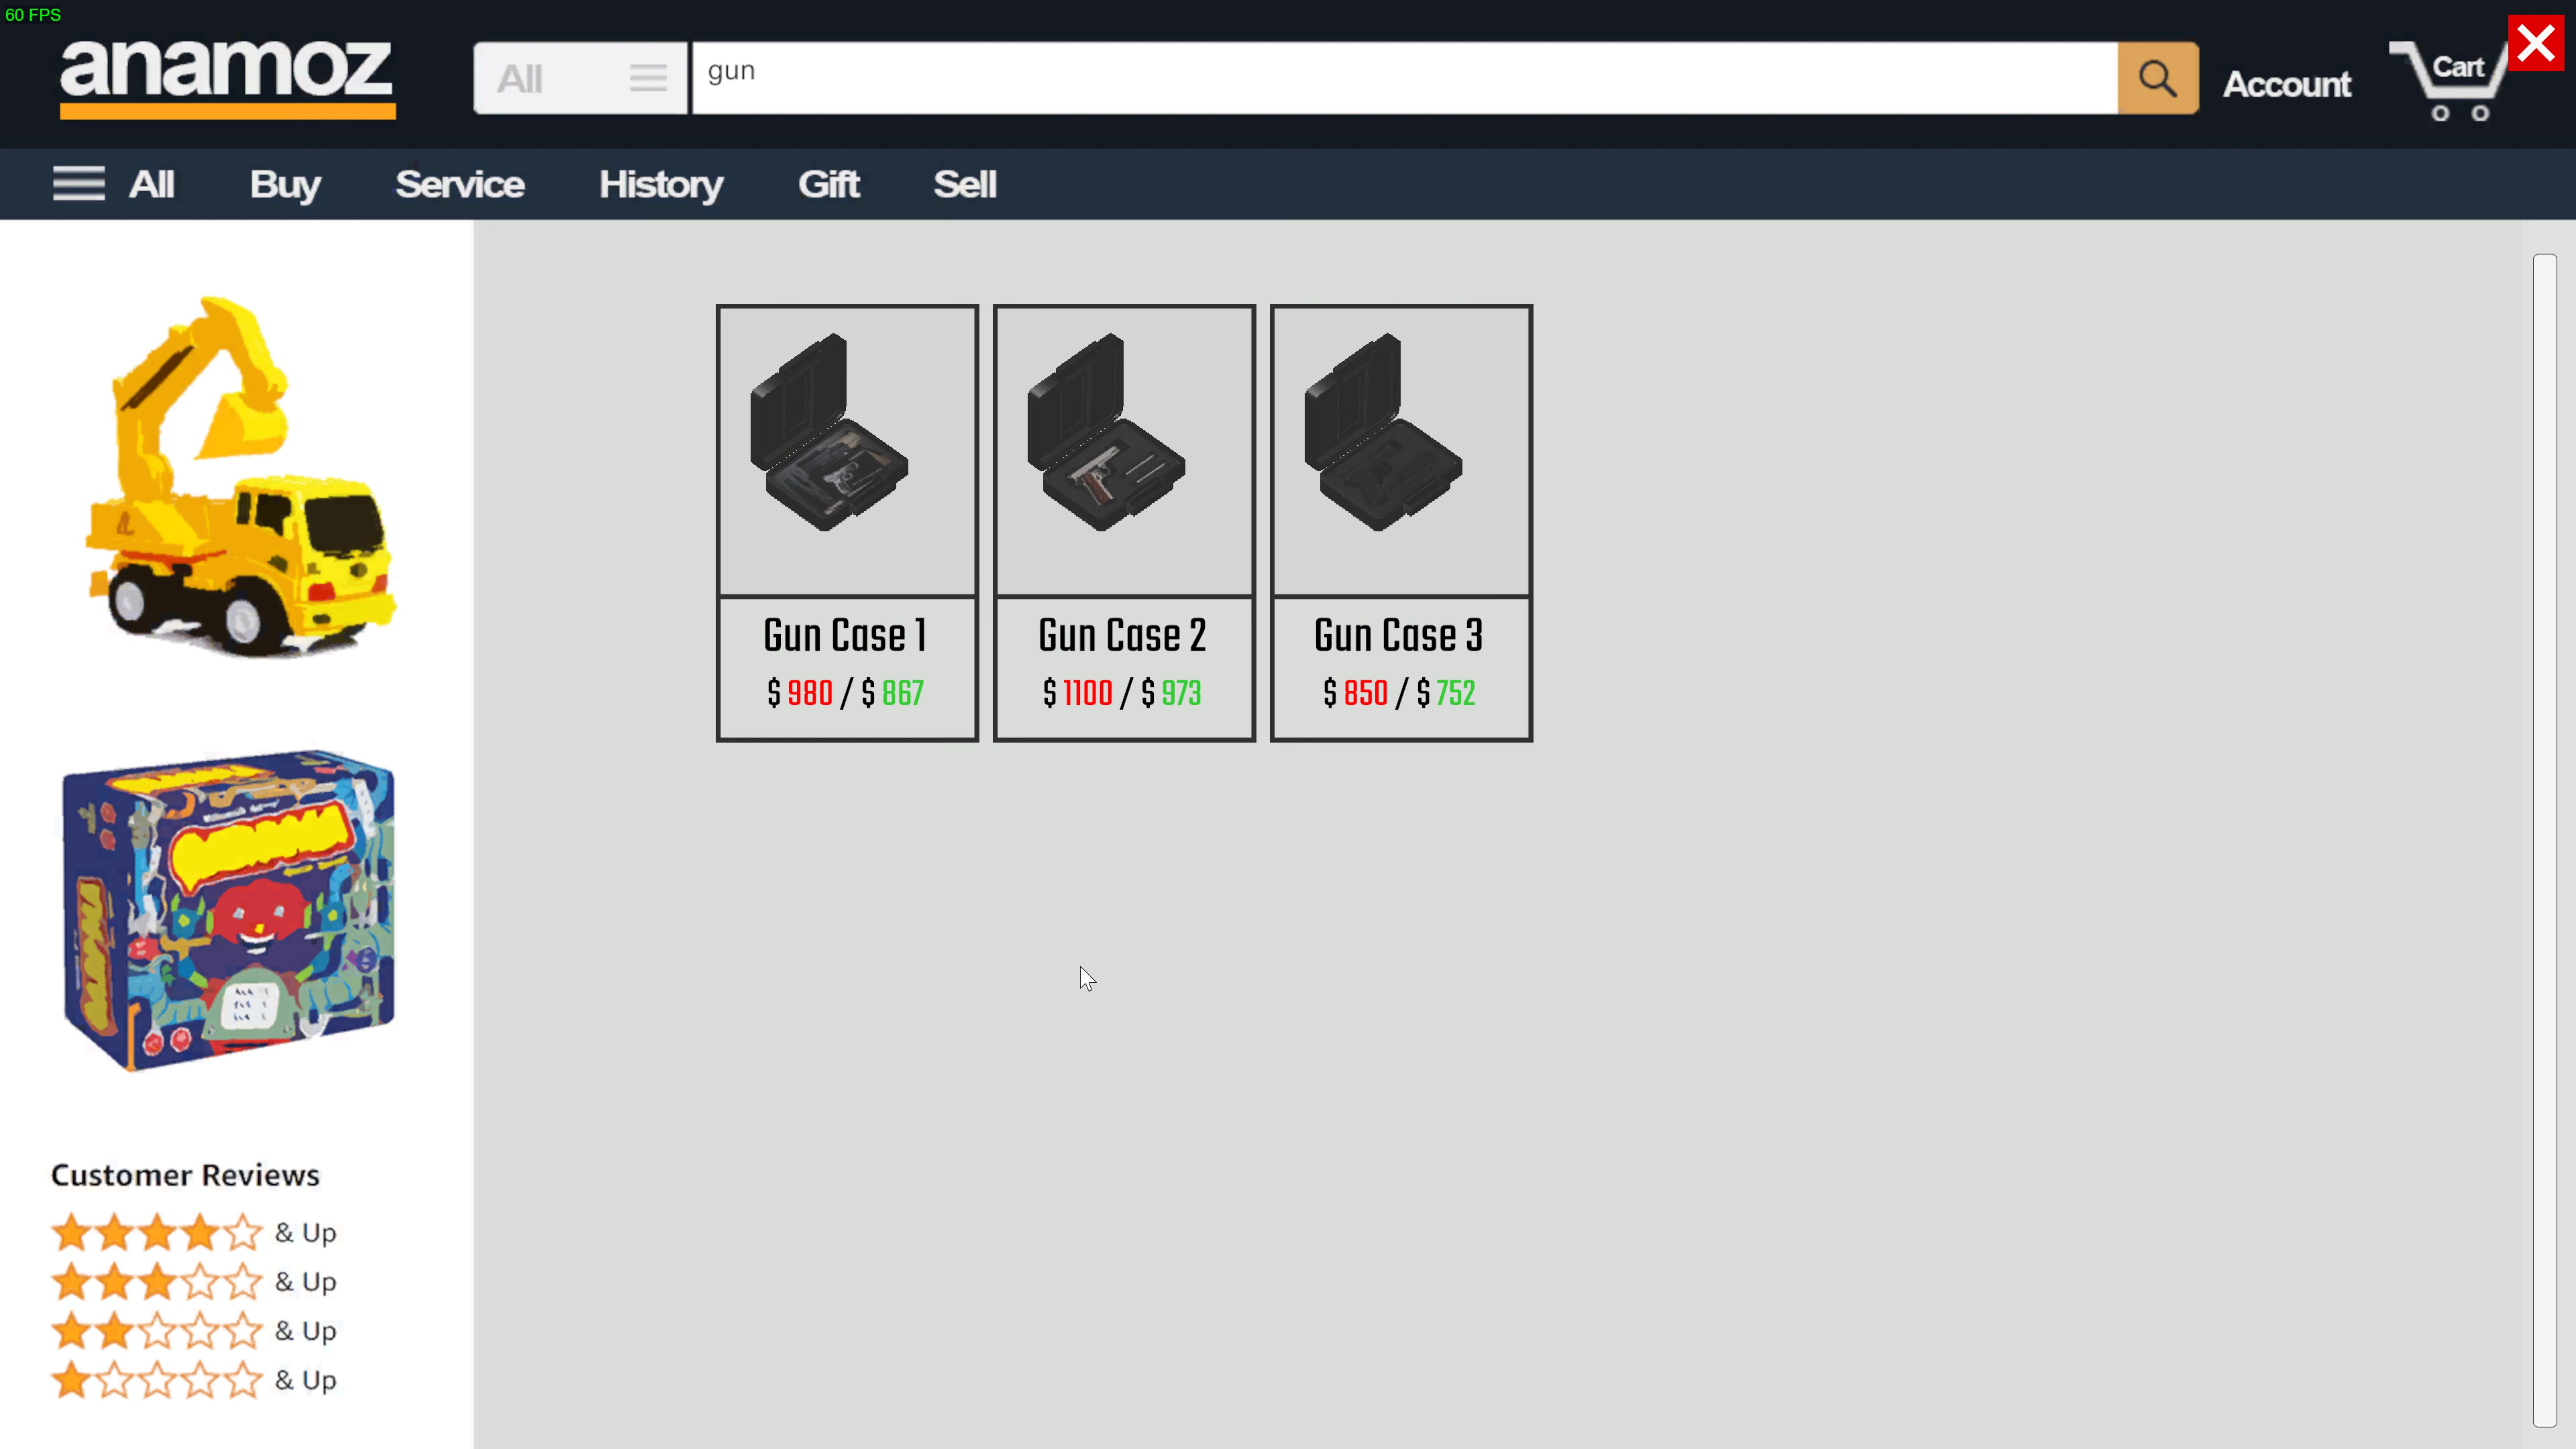 60 FPS
anamoz
All
gun
Account
Cart
All
Buy
Service
History
Gift
Sell
Gun Case 1
$ 980 / $ 867
Gun Case 2
$ 1100 / $ 973
Gun Case 3
$ 850 / $ 752
Customer Reviews
& Up
& Up
& Up
& Up